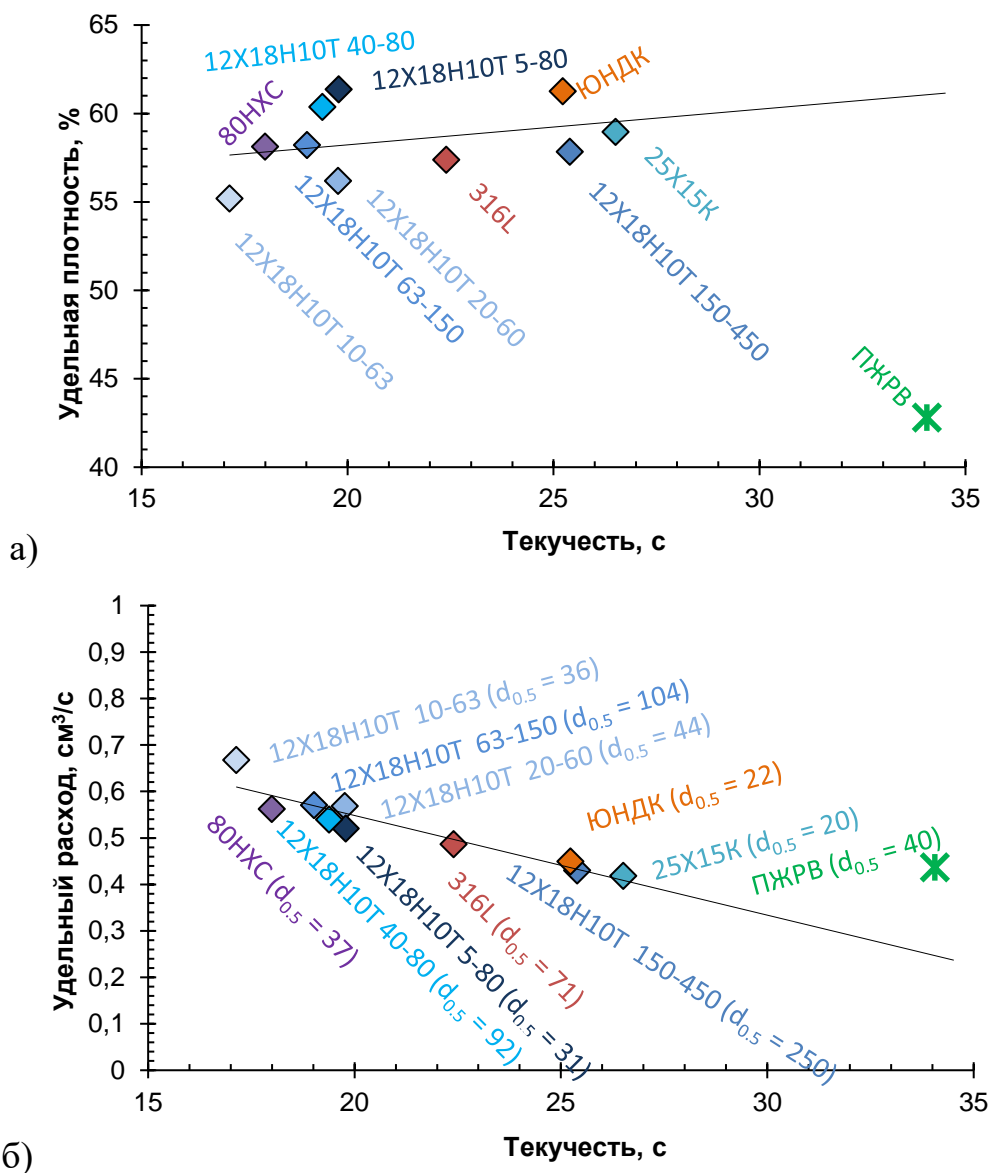 65
60
55
50
45
40
Удельная плотность, %
12Х18Н10Т 40-80
12Х18Н10Т 5-80
ЮНДК
80НХС
12Х18Н10Т 10-63
12Х18Н10Т 63-150
12Х18Н10Т 20-60
316L
12Х18Н10Т 150-450
25Х15К
ПЖРВ
15 20 25 30 35
Текучесть, с
а)
1
0,9
0,8
0,7
0,6
0,5
0,4
0,3
0,2
0,1
0
Удельный расход, см³/с
12Х18Н10Т 10-63 (d0.5 = 36)
12Х18Н10Т 63-150 (d0.5 = 104)
12Х18Н10Т 20-60 (d0.5 = 44)
ЮНДК (d0.5 = 22)
25Х15К (d0.5 = 20)
ПЖРВ (d0.5 = 40)
80НХС (d0.5 = 37)
12Х18Н10Т 40-80 (d0.5 = 92)
12Х18Н10Т 5-80 (d0.5 = 31)
316L (d0.5 = 71)
12Х18Н10Т 150-450 (d0.5 = 250)
15 20 25 30 35
Текучесть, с
б)